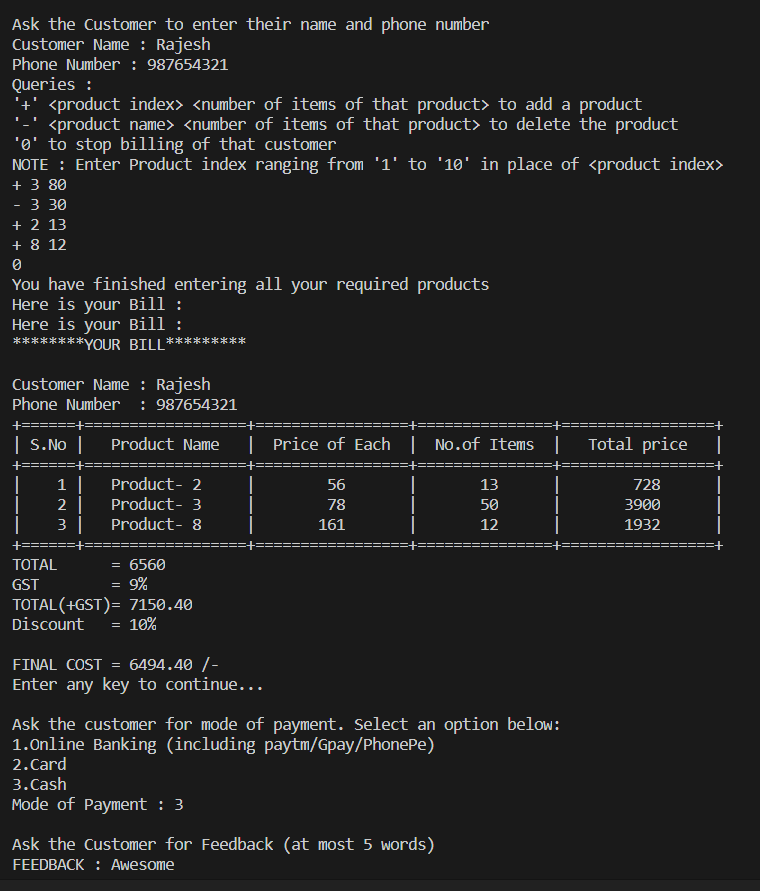 Ask the Customer to enter their name and phone number
Customer Name : Rajesh
Phone Number : 987654321
Queries :
'+' <product index> <number of items of that product> to add a product
'-' <product name> <number of items of that product> to delete the product
'0' to stop billing of that customer
NOTE : Enter Product index ranging from '1' to '10' in place of <product index>
+ 3 80
- 3 30
+ 2 13
+ 8 12
0
You have finished entering all your required products
Here is your Bill :
Here is your Bill :
********YOUR BILL*********
Customer Name : Rajesh
Phone Number  : 987654321
+======+==================+=================+===============+=================+
| S.No |   Product Name   |  Price of Each  |  No.of Items  |   Total price   |
+======+==================+=================+===============+=================+
|    1 |   Product- 2     |        56       |       13      |        728      |
|    2 |   Product- 3     |        78       |       50      |       3900      |
|    3 |   Product- 8     |       161       |       12      |       1932      |
+======+==================+=================+===============+=================+
TOTAL      = 6560
GST        = 9%
TOTAL(+GST)= 7150.40
Discount   = 10%
FINAL COST = 6494.40 /-
Enter any key to continue...
Ask the customer for mode of payment. Select an option below:
1.Online Banking (including paytm/Gpay/PhonePe)
2.Card
3.Cash
Mode of Payment : 3
Ask the Customer for Feedback (at most 5 words)
FEEDBACK : Awesome